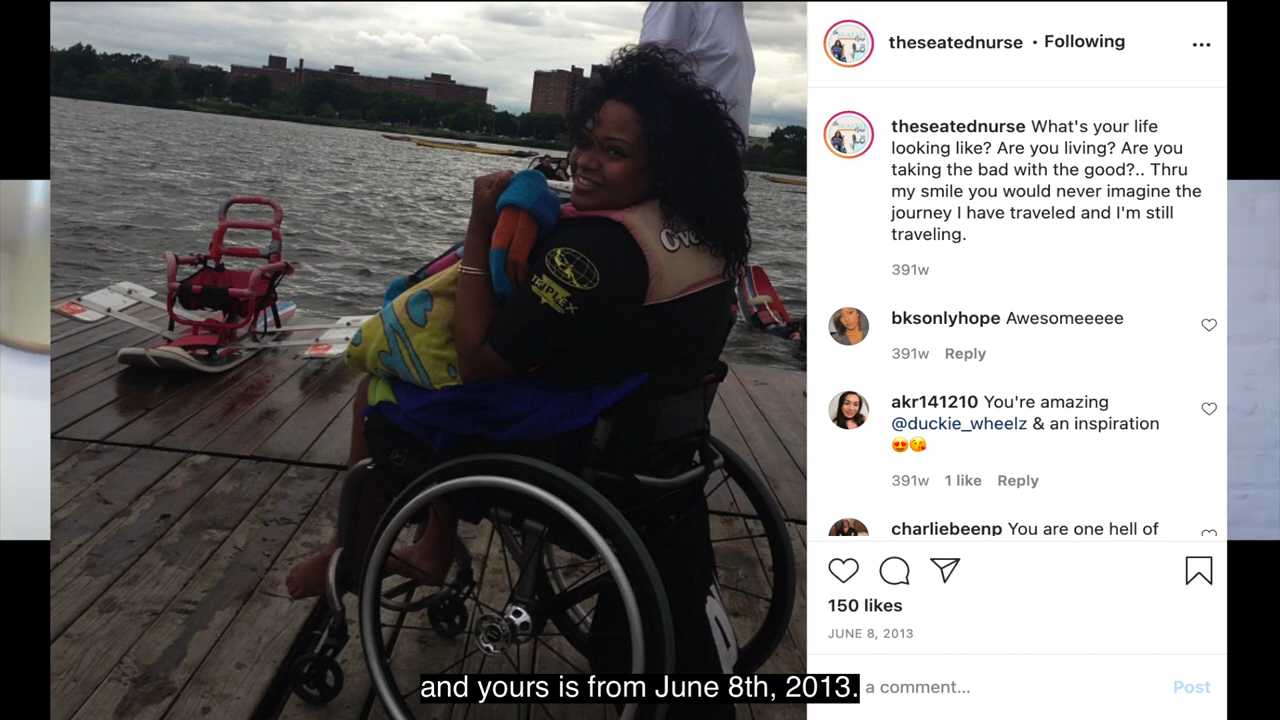 theseatednurse • Following
theseatednurse What's your life
looking like? Are you living? Are you
taking the bad with the good?.. Thru
my smile you would never imagine the
journey I have traveled and I'm still
traveling.
391w
bksonlyhope Awesomeeeee
391w Reply
akr141210 You're amazing
@duckie_wheelz & an inspiration
😍😘
391w 1 like Reply
charliebeenp You are one hell of
150 likes
JUNE 8, 2013
a comment... Post
TRIPLE X
and yours is from June 8th, 2013.